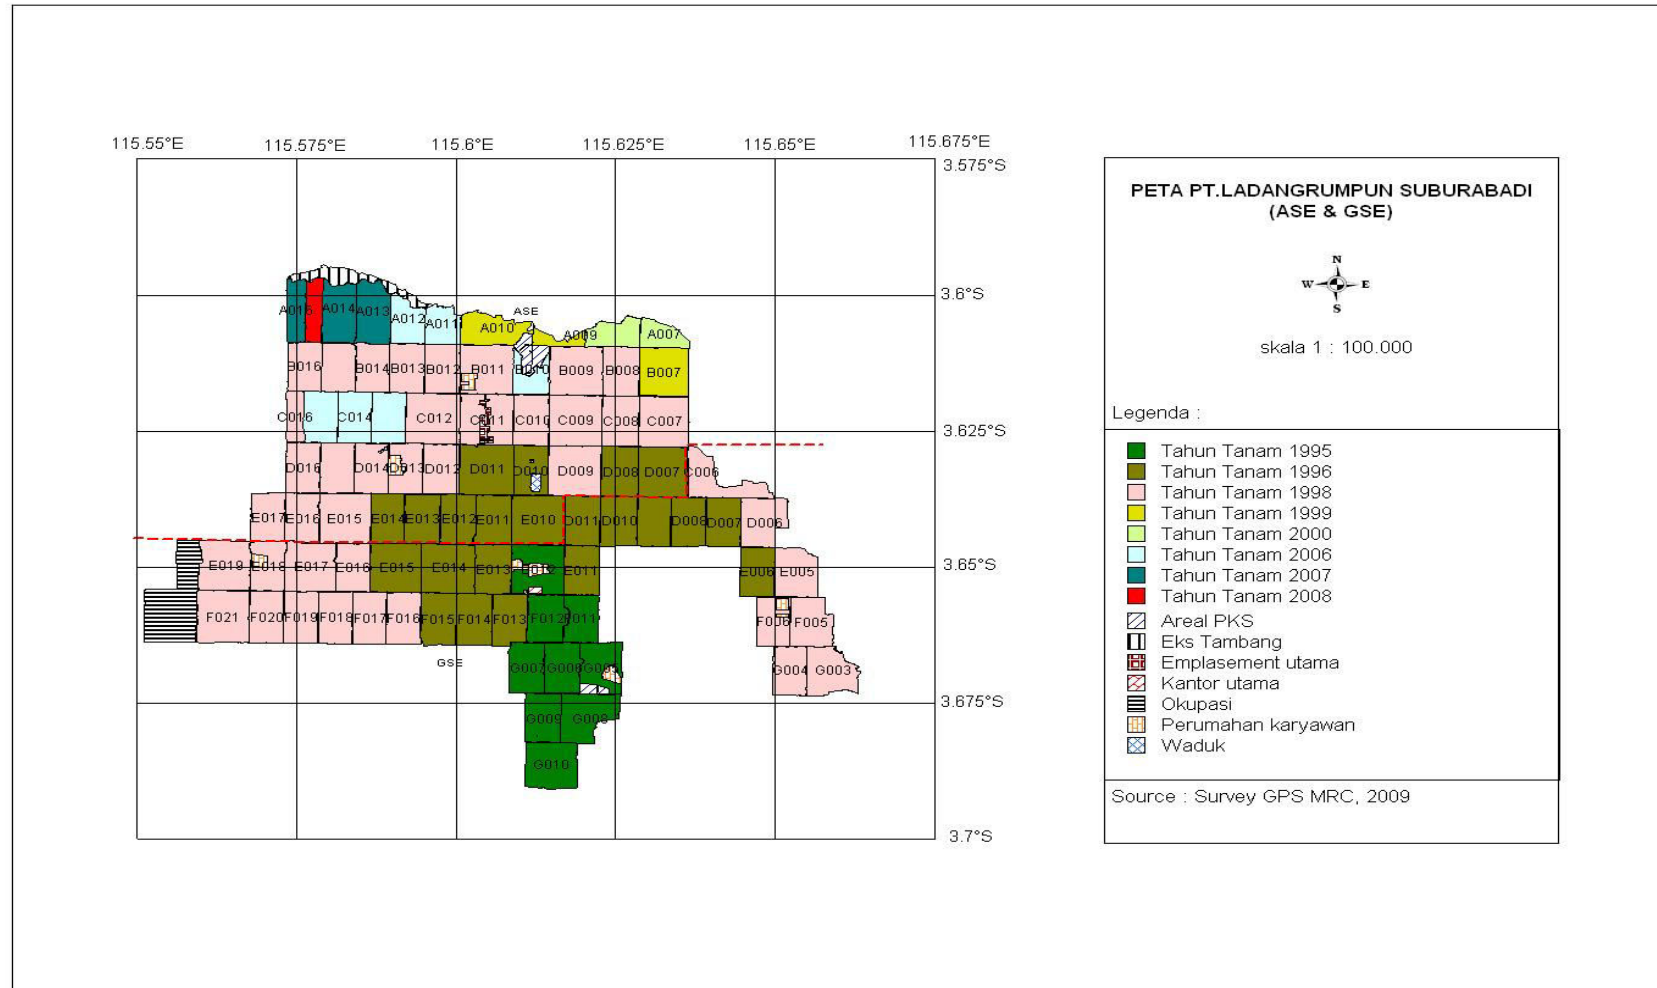 115.55°E 115.575°E 115.6°E 115.625°E 115.65°E 115.675°E
3.575°S
3.6°S
3.625°S
3.65°S
3.675°S
3.7°S
ASE
A015 A014 A013 A012 A011 A010 A009 A007
B016 B014 B013 B012 B011 B010 B009 B008 B007
C016 C014 C012 C011 C010 C009 C008 C007
D016 D014 D013 D012 D011 D010 D009 D008 D007 C006
E017 E016 E015 E014 E013 E012 E011 E010 D011 D010 D008 D007 D006
E019 E018 E017 E016 E015 E014 E013 E012 E011 E006 E005
F021 F020 F019 F018 F017 F016 F015 F014 F013 F012 F011 F006 F005
GSE
G007 G006 G005 G004 G003
G009 G008
G010
PETA PT.LADANGRUMPUN SUBURABADI
(ASE & GSE)
N
W E
S
skala 1 : 100.000
Legenda :
Tahun Tanam 1995
Tahun Tanam 1996
Tahun Tanam 1998
Tahun Tanam 1999
Tahun Tanam 2000
Tahun Tanam 2006
Tahun Tanam 2007
Tahun Tanam 2008
Areal PKS
Eks Tambang
Emplasement utama
Kantor utama
Okupasi
Perumahan karyawan
Waduk
Source : Survey GPS MRC, 2009